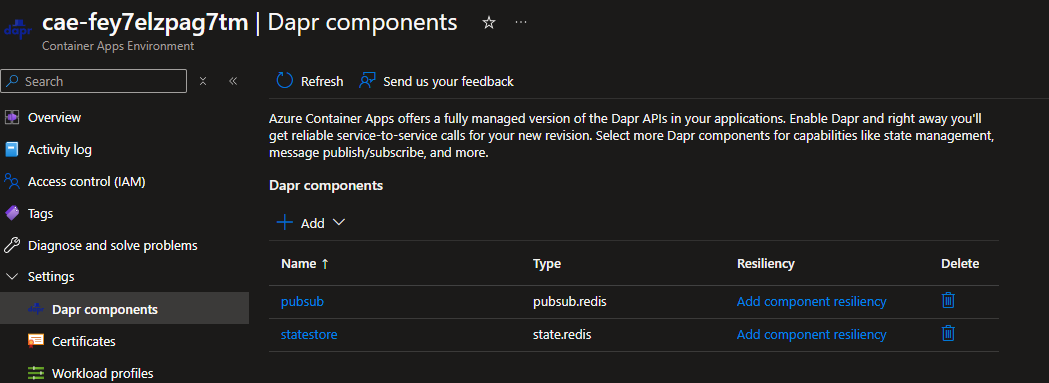 cae-fey7elzpag7tm | Dapr components
Container Apps Environment
Search
Overview
Activity log
Access control (IAM)
Tags
Diagnose and solve problems
Settings
Dapr components
Certificates
Workload profiles
Refresh
Send us your feedback
Azure Container Apps offers a fully managed version of the Dapr APIs in your applications. Enable Dapr and right away you'll
get reliable service-to-service calls for your new revision. Select more Dapr components for capabilities like state management,
message publish/subscribe, and more.
Dapr components
Add
Name ↑ Type Resiliency Delete
pubsub pubsub.redis Add component resiliency
statestore state.redis Add component resiliency